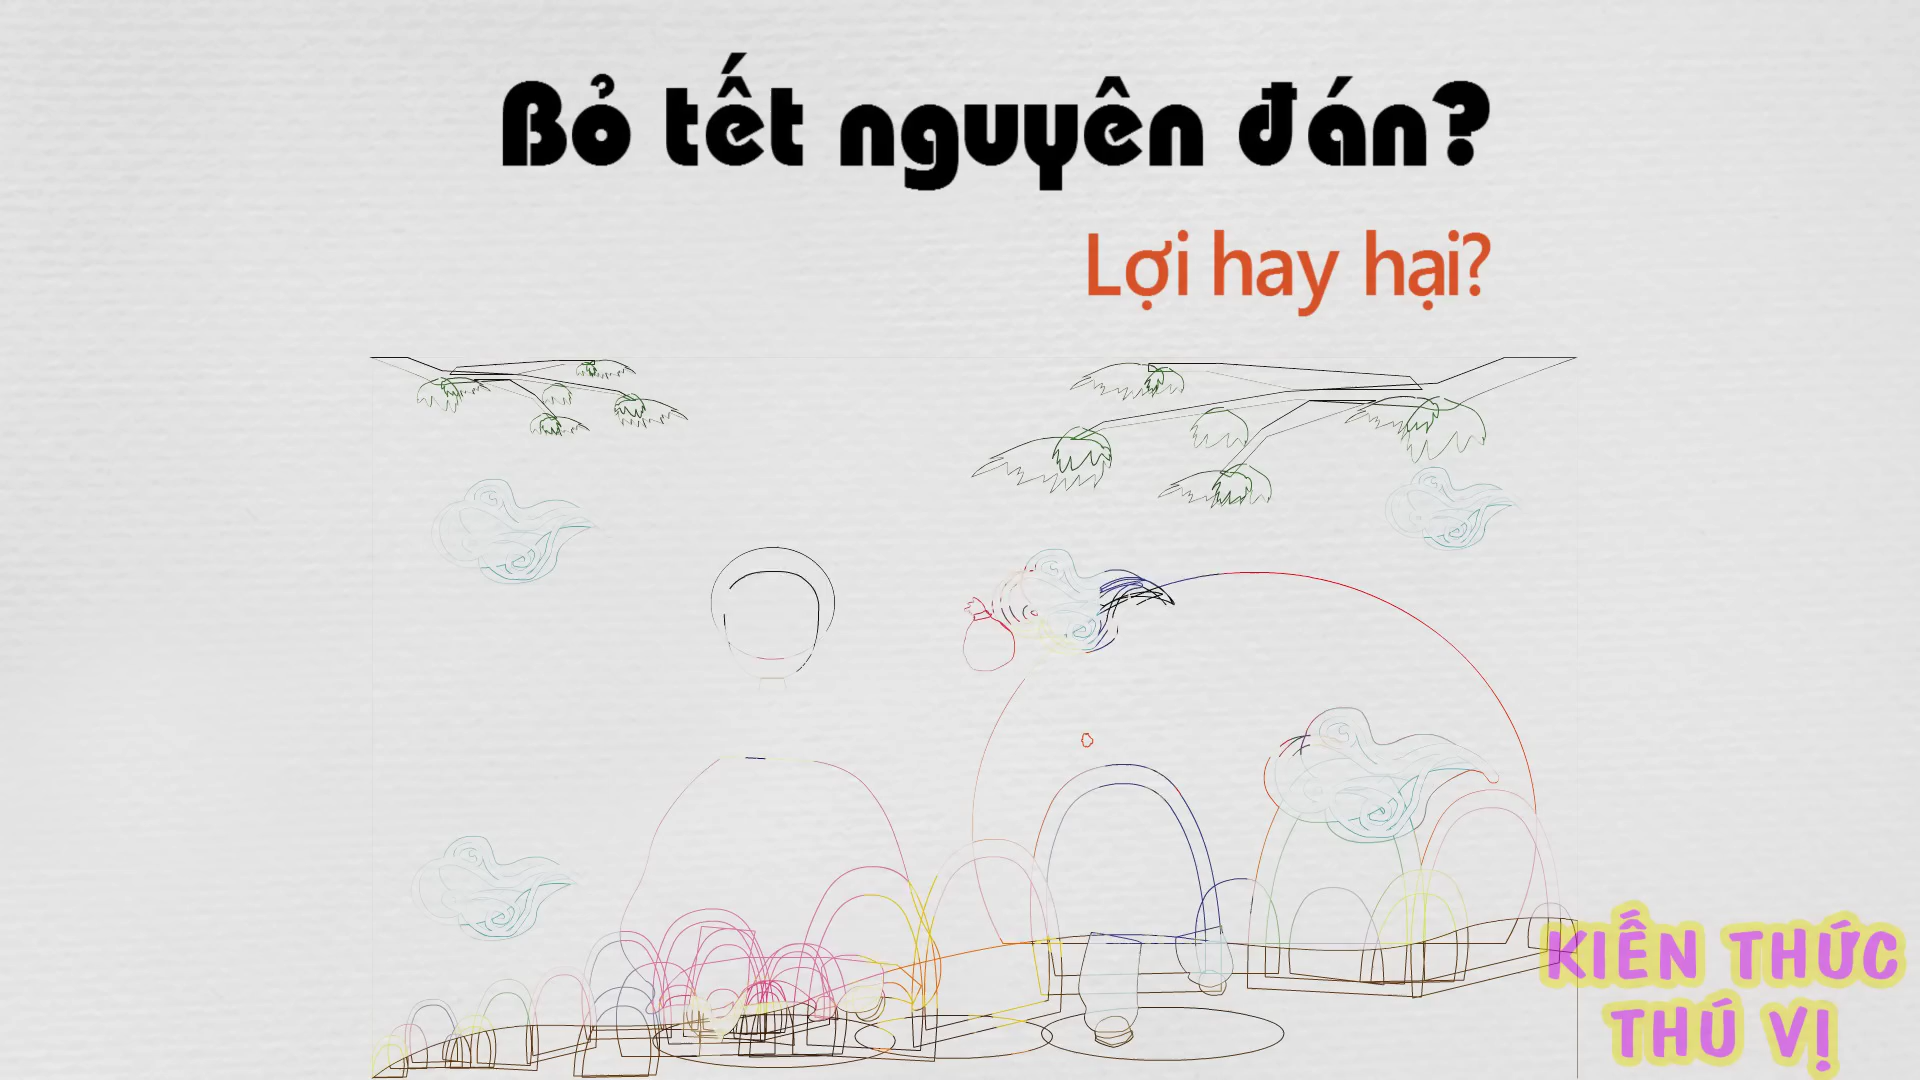 Bỏ tết nguyên đán?
Lợi hay hại?
KIẾN THỨC
THÚ VỊ